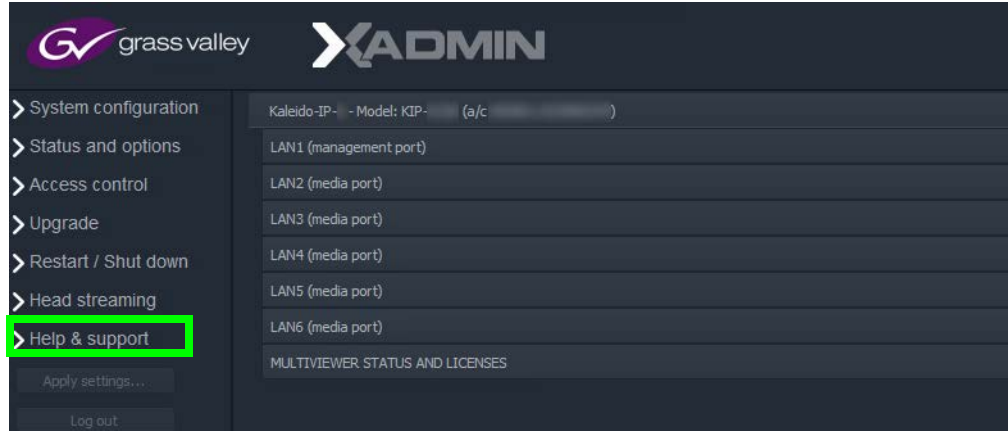 grass valley
XADMIN
System configuration
Status and options
Access control
Upgrade
Restart / Shut down
Head streaming
Help & support
Apply settings...
Log out
Kaleido-IP- - Model: KIP- (a/c )
LAN1 (management port)
LAN2 (media port)
LAN3 (media port)
LAN4 (media port)
LAN5 (media port)
LAN6 (media port)
MULTIVIEWER STATUS AND LICENSES